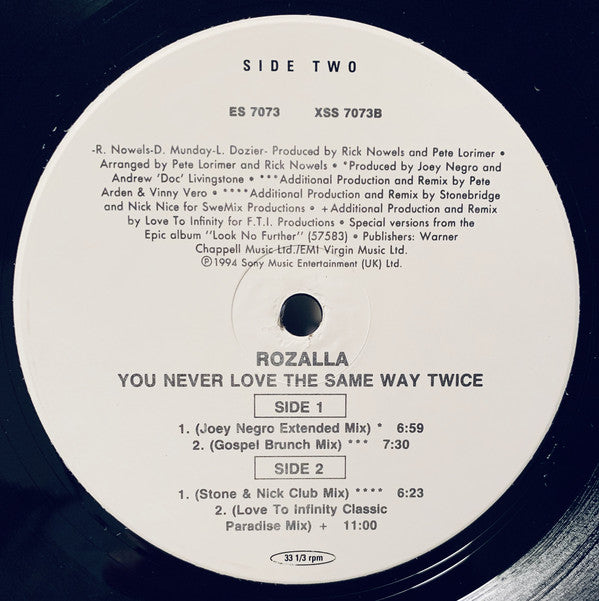 SIDE TWO
ES 7073 XSS 7073B
-R. Nowels-D. Munday-L. Dozier- Produced by Rick Nowels and Pete Lorimer •
Arranged by Pete Lorimer and Rick Nowels • *Produced by Joey Negro and
Andrew 'Doc' Livingstone • ***Additional Production and Remix by Pete
Arden & Vinny Vero • ****Additional Production and Remix by Stonebridge
and Nick Nice for SweMix Productions • +Additional Production and Remix
by Love To Infinity for F.T.I. Productions • Special versions from the
Epic album "Look No Further" (57583) • Publishers: Warner
Chappell Music Ltd./EMI Virgin Music Ltd.
℗1994 Sony Music Entertainment (UK) Ltd.
ROZALLA
YOU NEVER LOVE THE SAME WAY TWICE
SIDE 1
1. (Joey Negro Extended Mix) * 6:59
2. (Gospel Brunch Mix) *** 7:30
SIDE 2
1. (Stone & Nick Club Mix) **** 6:23
2. (Love To Infinity Classic
Paradise Mix) + 11:00
33 1/3 rpm